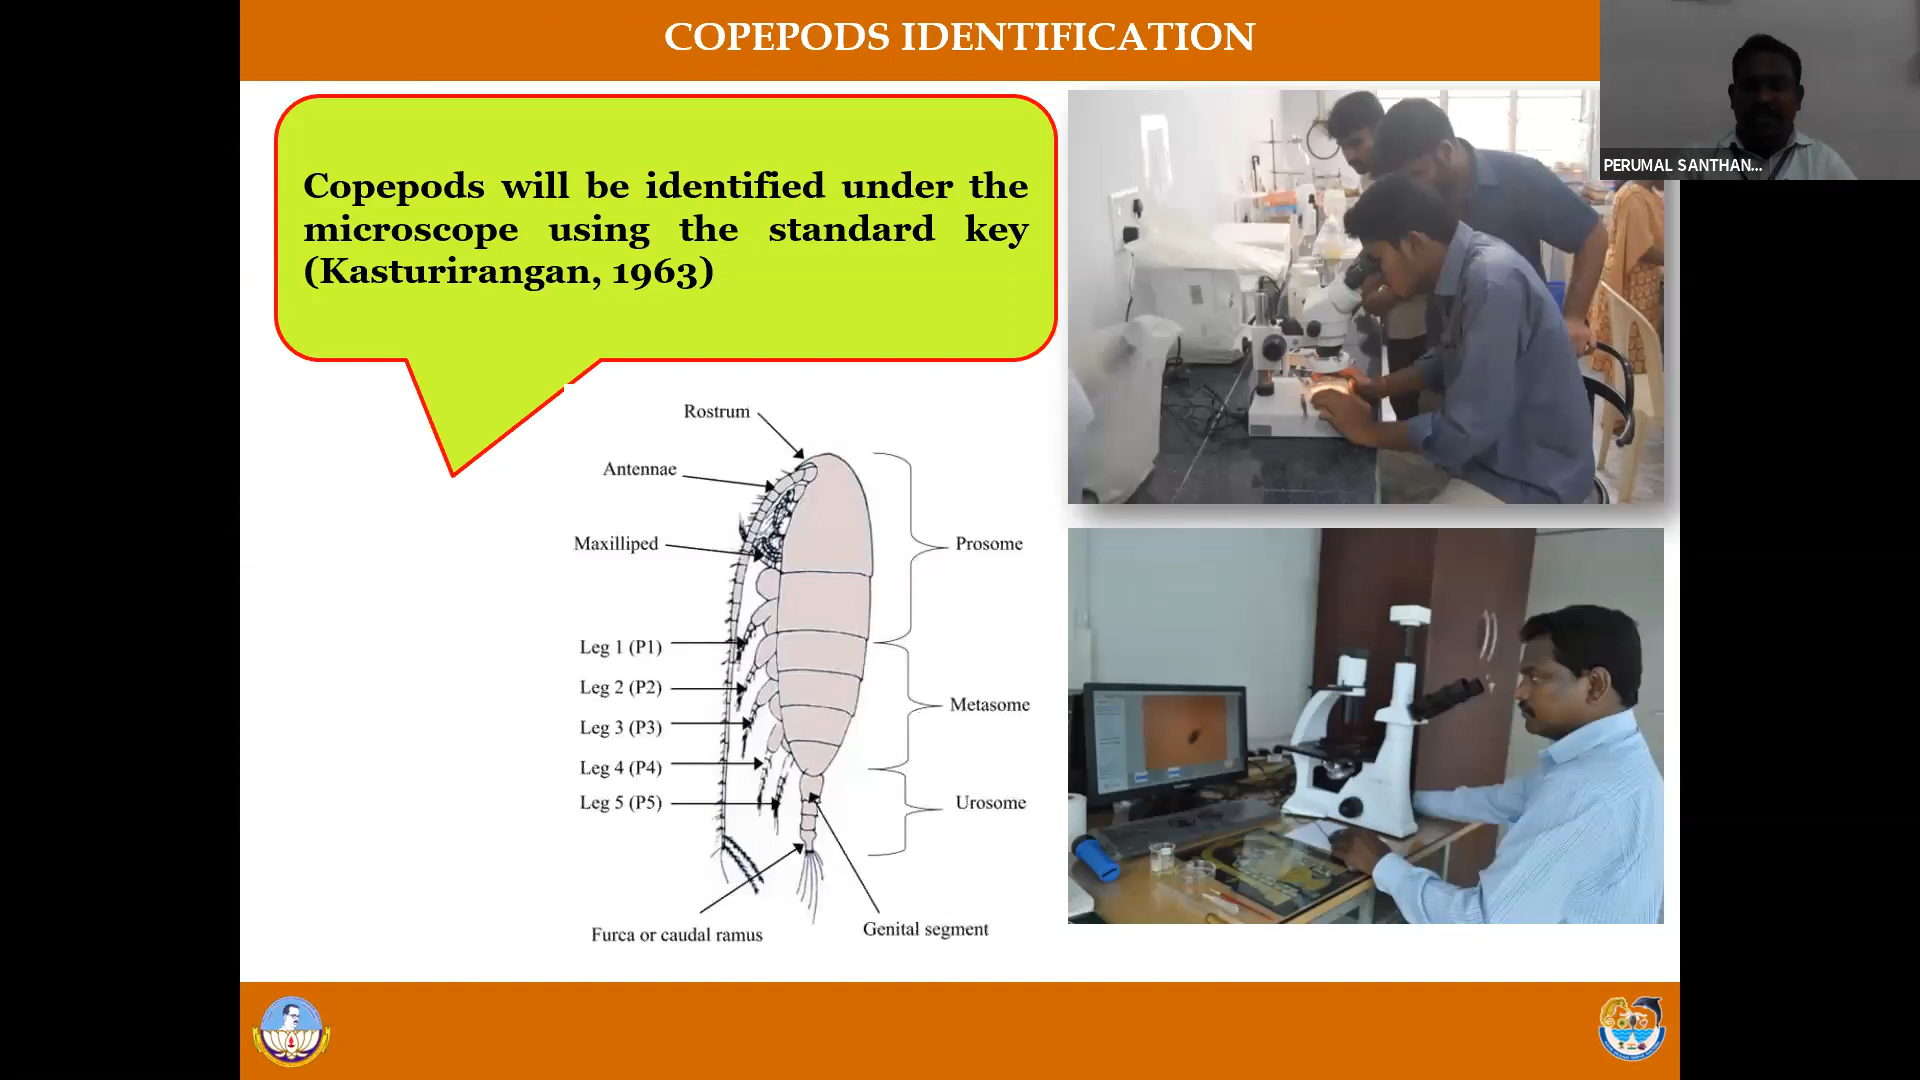 COPEPODS IDENTIFICATION
PERUMAL SANTHAN...
Copepods will be identified under the
microscope using the standard key
(Kasturirangan, 1963)
Rostrum
Antennae
Maxilliped
Prosome
Leg 1 (P1)
Leg 2 (P2)
Metasome
Leg 3 (P3)
Leg 4 (P4)
Leg 5 (P5)
Urosome
Furca or caudal ramus
Genital segment